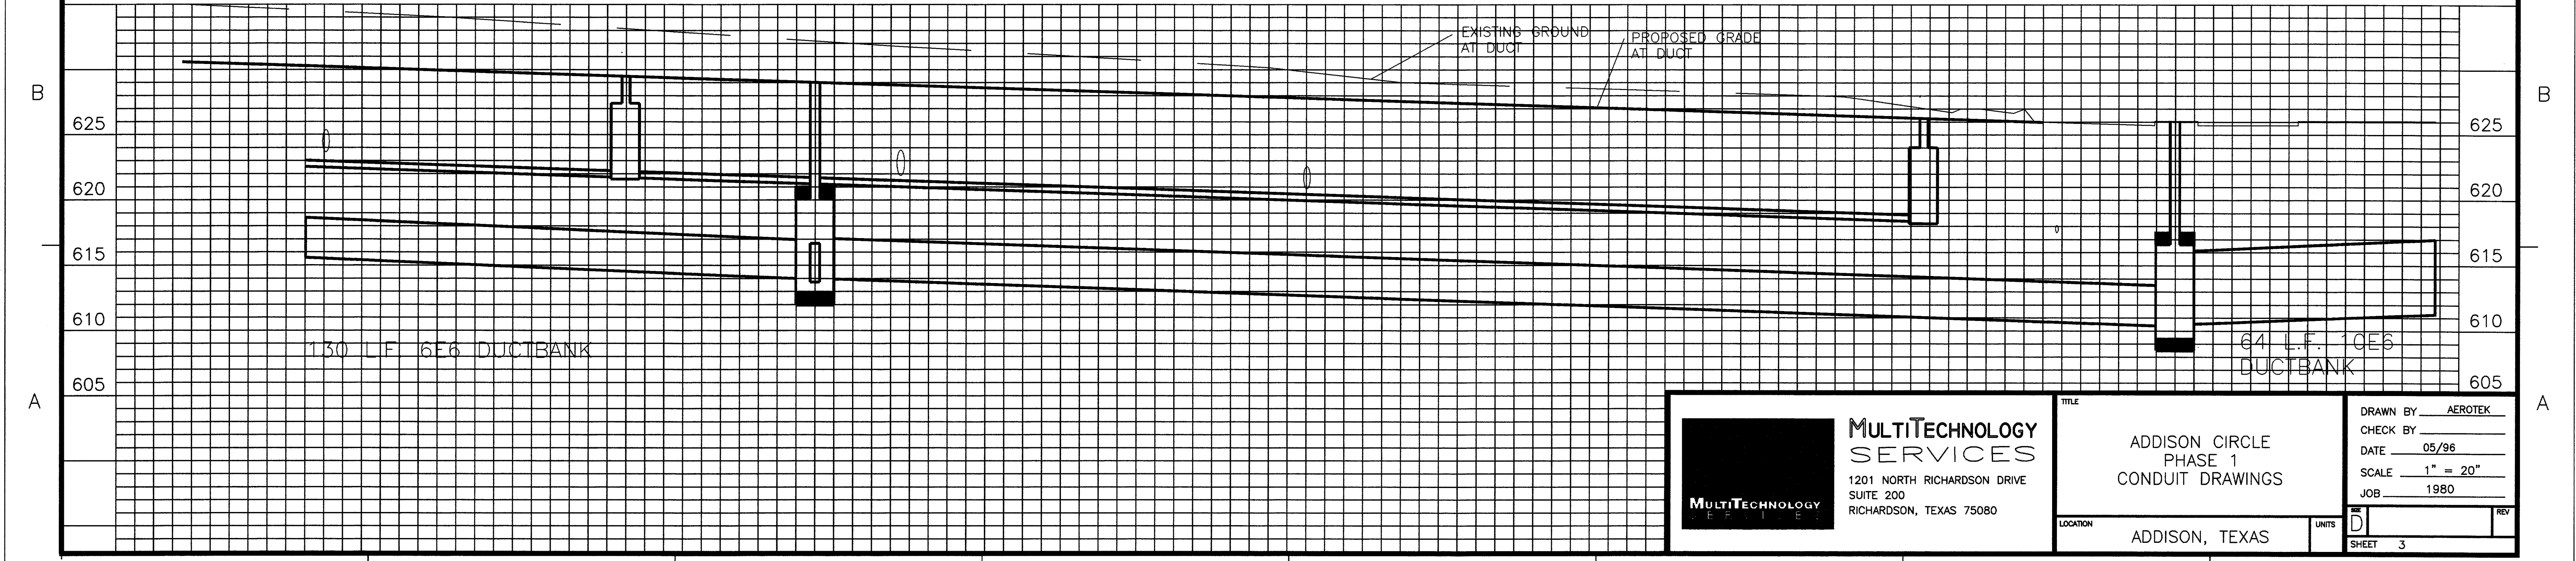 EXISTING GROUND
AT DUCT
PROPOSED GRADE
AT DUCT
B
B
625
625
620
620
615
615
610
610
605
605
130 L.F. 6E6 DUCTBANK
64 L.F. 10E6
DUCTBANK
A
A
MULTITECHNOLOGY
MULTITECHNOLOGY
SERVICES
1201 NORTH RICHARDSON DRIVE
SUITE 200
RICHARDSON, TEXAS 75080
TITLE
ADDISON CIRCLE
PHASE 1
CONDUIT DRAWINGS
LOCATION
ADDISON, TEXAS
UNITS
DRAWN BY AEROTEK
CHECK BY
DATE 05/96
SCALE 1" = 20"
JOB 1980
SIZE
D
REV
SHEET 3